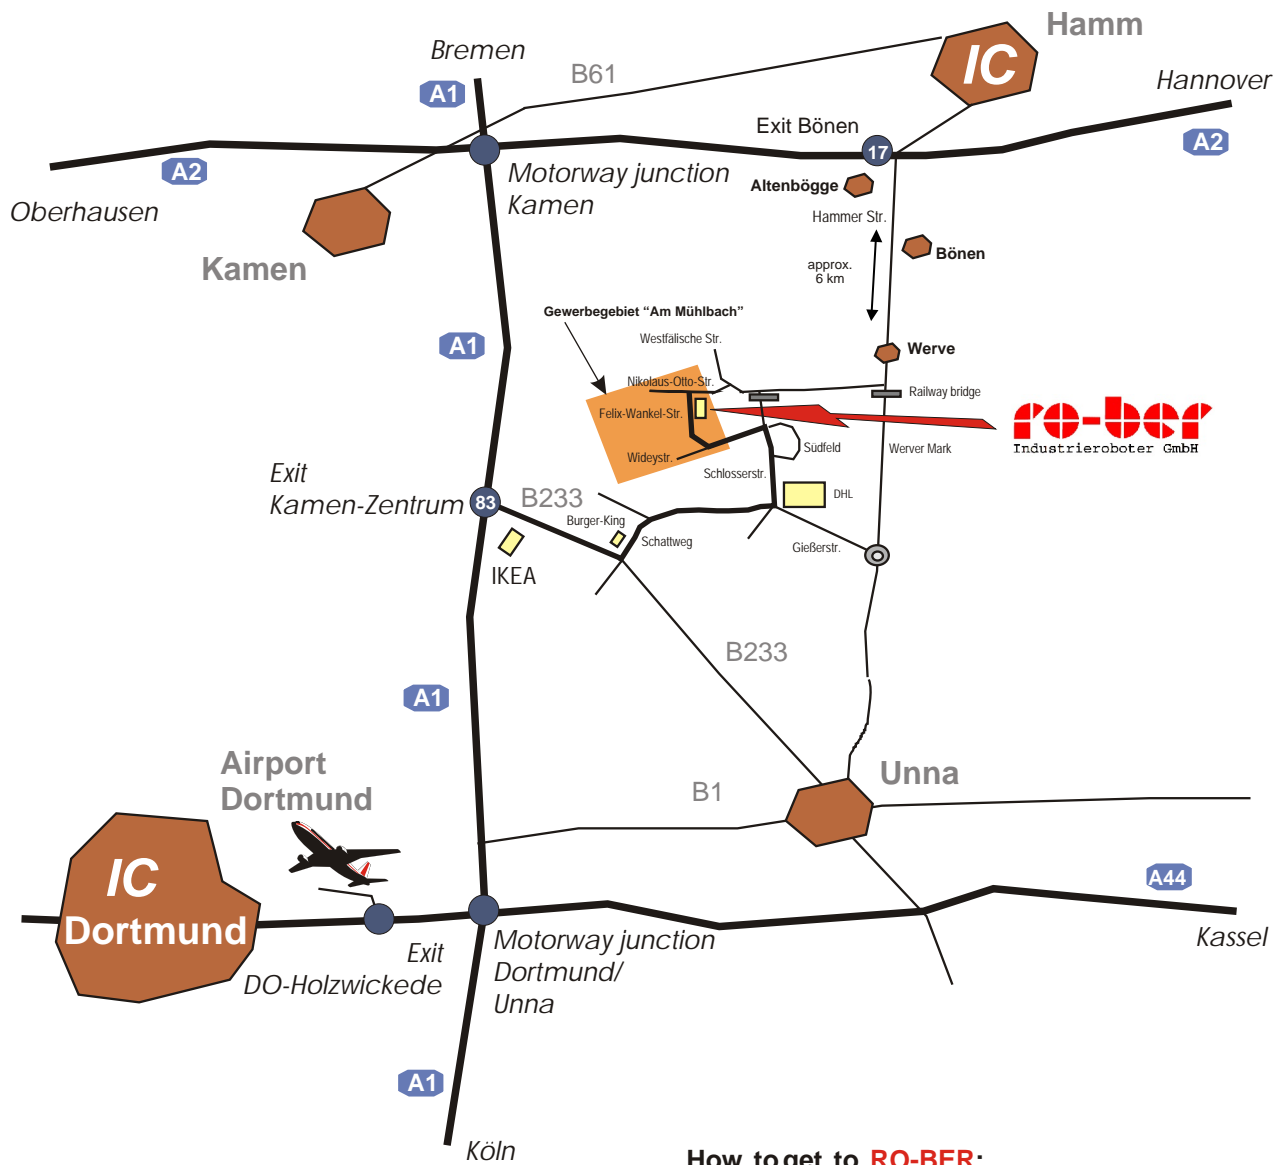 Hamm
IC
Bremen
B61
Hannover
A1
Exit Bönen
17
A2
A2
Motorway junction
Kamen
Altenbögge
Oberhausen
Hammer Str.
Kamen
Bönen
approx.
6 km
Gewerbegebiet “Am Mühlbach”
Westfälische Str.
A1
Werve
Nikolaus-Otto-Str.
Railway bridge
Felix-Wankel-Str.
ro-ber
Industrieroboter GmbH
Südfeld
Werver Mark
Wideystr.
Schlosserstr.
Exit
Kamen-Zentrum
83
B233
DHL
Burger-King
Schattweg
Gießerstr.
IKEA
B233
A1
Airport
Dortmund
Unna
B1
IC
Dortmund
A44
Kassel
Exit
DO-Holzwickede
Motorway junction
Dortmund/
Unna
A1
Köln
How to get to RO-BER: